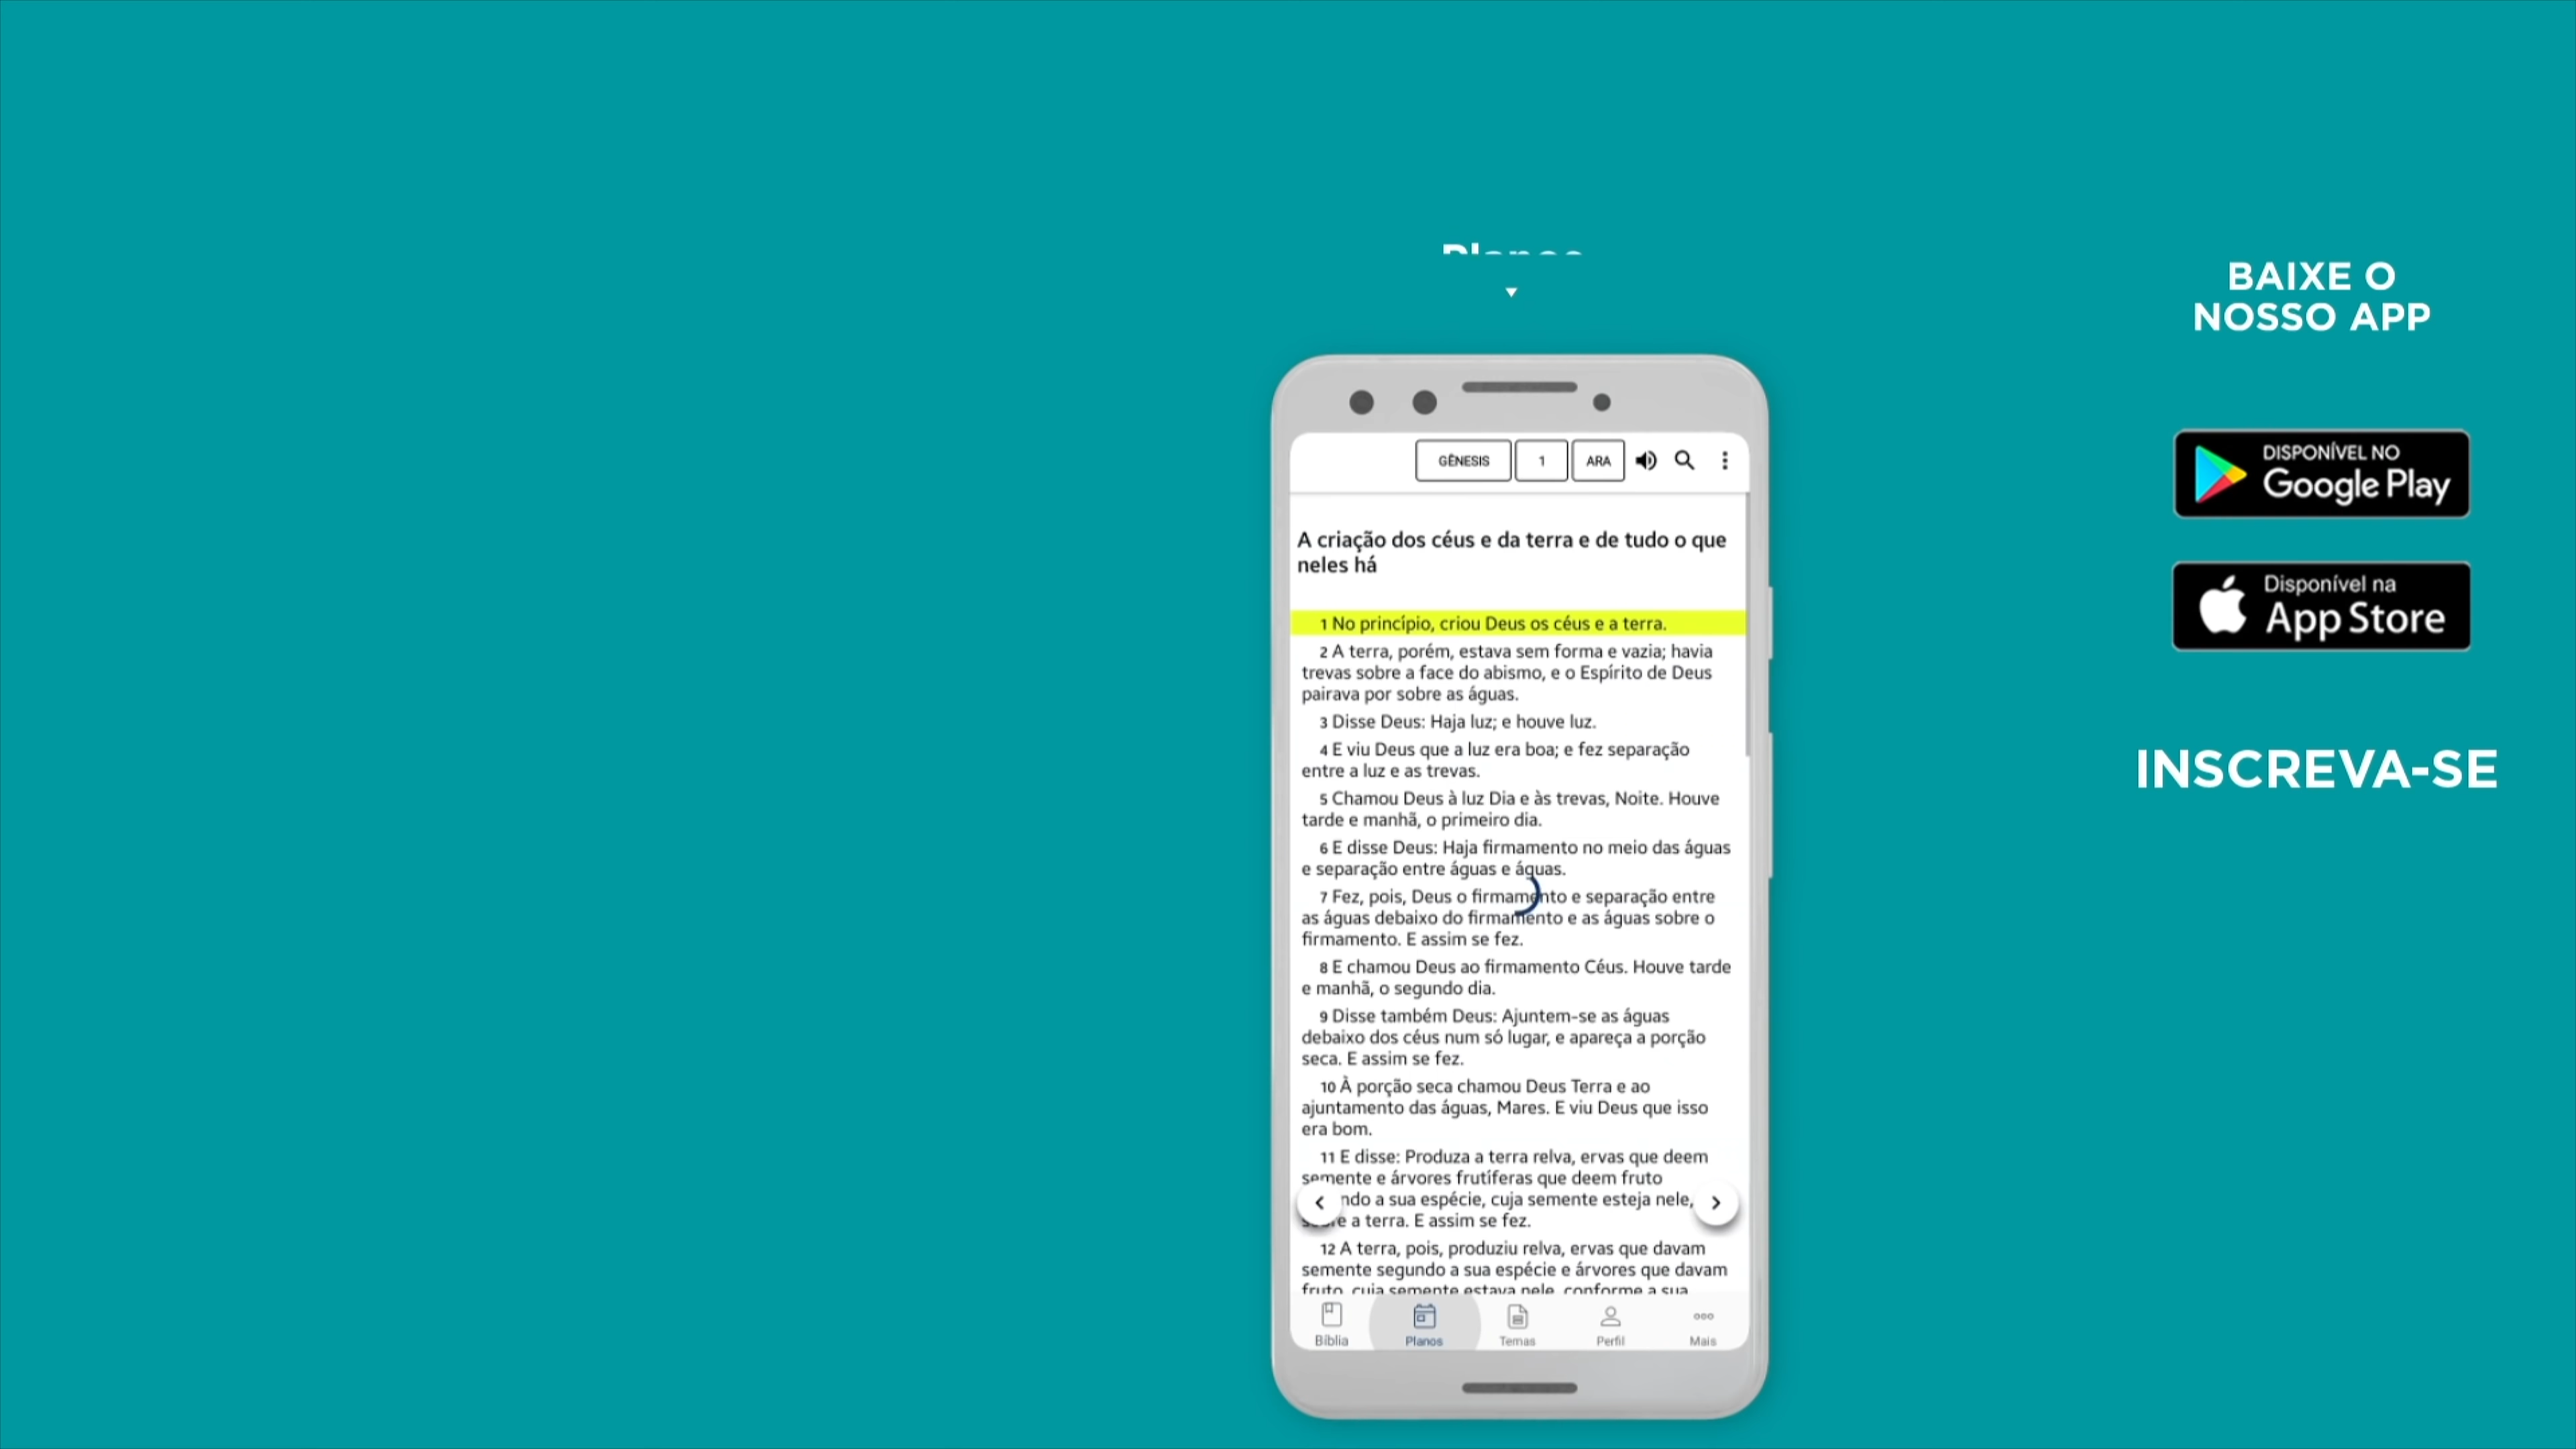 Planos
BAIXE O
NOSSO APP
DISPONÍVEL NO
Google Play
Disponível na
App Store
INSCREVA-SE
GÊNESIS 1 ARA
A criação dos céus e da terra e de tudo o que
neles há
1 No princípio, criou Deus os céus e a terra.
2 A terra, porém, estava sem forma e vazia; havia
trevas sobre a face do abismo, e o Espírito de Deus
pairava por sobre as águas.
3 Disse Deus: Haja luz; e houve luz.
4 E viu Deus que a luz era boa; e fez separação
entre a luz e as trevas.
5 Chamou Deus à luz Dia e às trevas, Noite. Houve
tarde e manhã, o primeiro dia.
6 E disse Deus: Haja firmamento no meio das águas
e separação entre águas e águas.
7 Fez, pois, Deus o firmamento e separação entre
as águas debaixo do firmamento e as águas sobre o
firmamento. E assim se fez.
8 E chamou Deus ao firmamento Céus. Houve tarde
e manhã, o segundo dia.
9 Disse também Deus: Ajuntem-se as águas
debaixo dos céus num só lugar, e apareça a porção
seca. E assim se fez.
10 À porção seca chamou Deus Terra e ao
ajuntamento das águas, Mares. E viu Deus que isso
era bom.
11 E disse: Produza a terra relva, ervas que deem
semente e árvores frutíferas que deem fruto
a sua espécie, cuja semente esteja nele,
a terra. E assim se fez.
12 A terra, pois, produziu relva, ervas que davam
semente segundo a sua espécie e árvores que davam
fruto, cuja semente estava nele, conforme a sua
Bíblia Planos Temas Perfil Mais